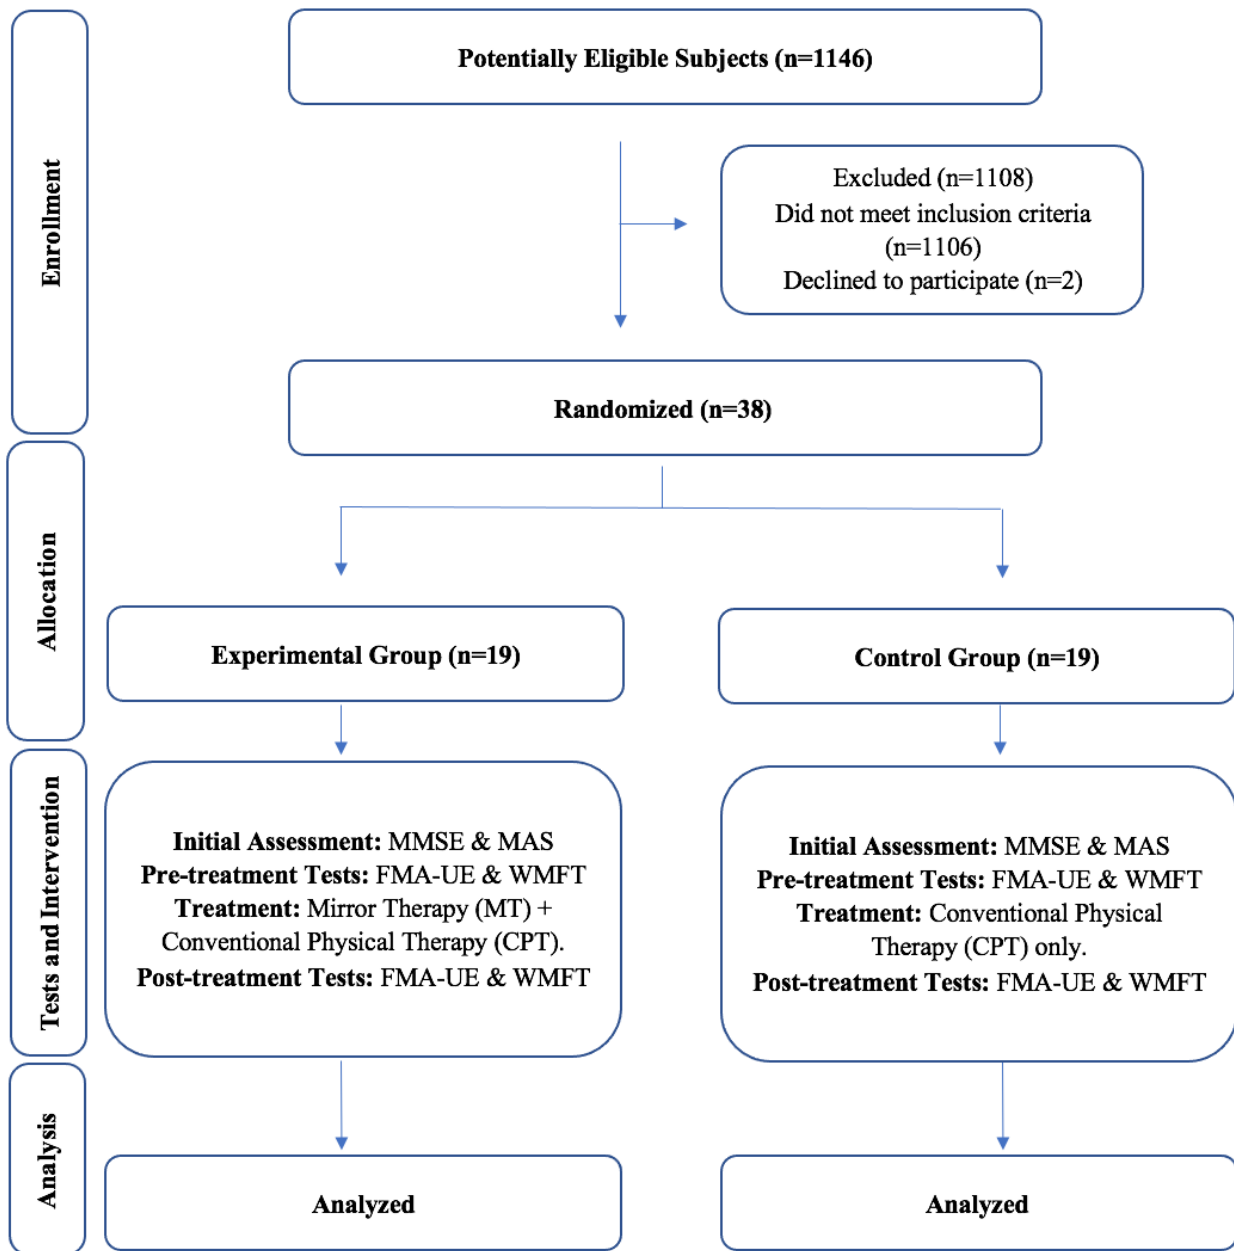 Enrollment
Potentially Eligible Subjects (n=1146)
Excluded (n=1108)
Did not meet inclusion criteria
(n=1106)
Declined to participate (n=2)
Randomized (n=38)
Allocation
Experimental Group (n=19)
Control Group (n=19)
Tests and Intervention
Initial Assessment: MMSE & MAS
Pre-treatment Tests: FMA-UE & WMFT
Treatment: Mirror Therapy (MT) +
Conventional Physical Therapy (CPT).
Post-treatment Tests: FMA-UE & WMFT
Initial Assessment: MMSE & MAS
Pre-treatment Tests: FMA-UE & WMFT
Treatment: Conventional Physical
Therapy (CPT) only.
Post-treatment Tests: FMA-UE & WMFT
Analysis
Analyzed
Analyzed